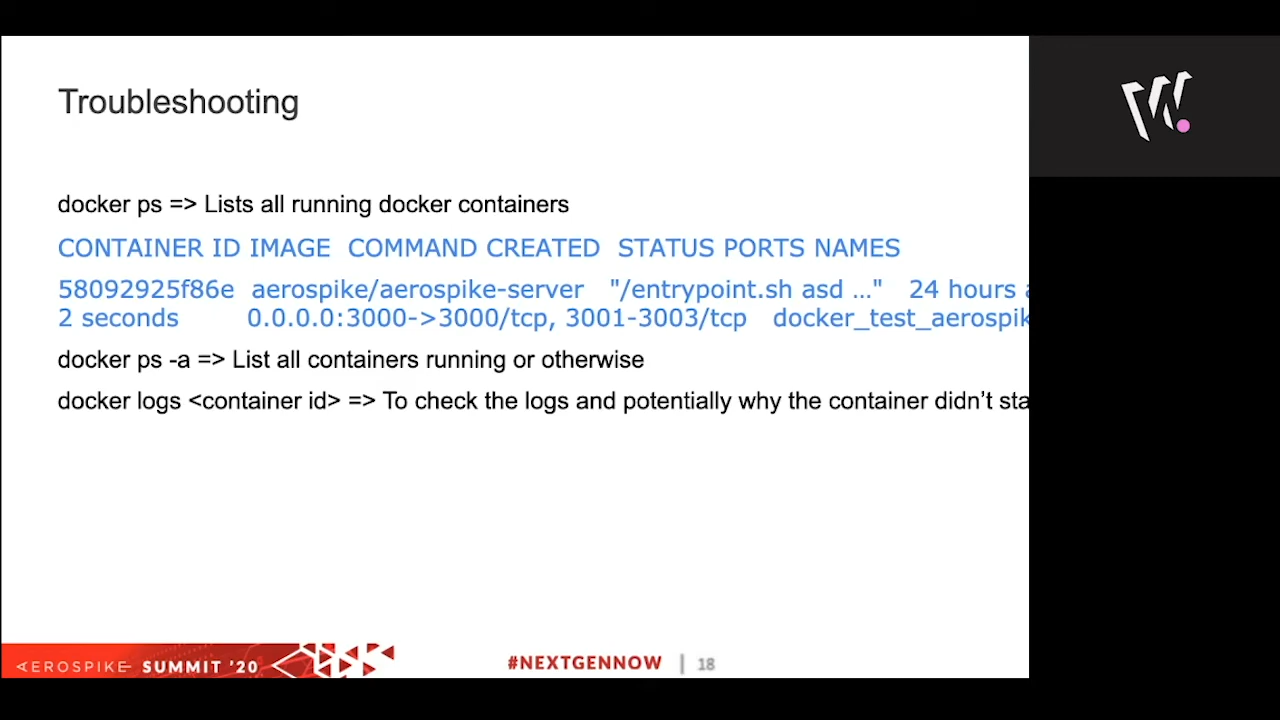 Troubleshooting
docker ps => Lists all running docker containers
CONTAINER ID IMAGE COMMAND CREATED STATUS PORTS NAMES
58092925f86e aerospike/aerospike-server "/entrypoint.sh asd ..." 24 hours
2 seconds 0.0.0.0:3000->3000/tcp, 3001-3003/tcp docker_test_aerospik
docker ps -a => List all containers running or otherwise
docker logs <container id> => To check the logs and potentially why the container didn’t sta
AEROSPIKE SUMMIT '20
#NEXTGENNOW | 18